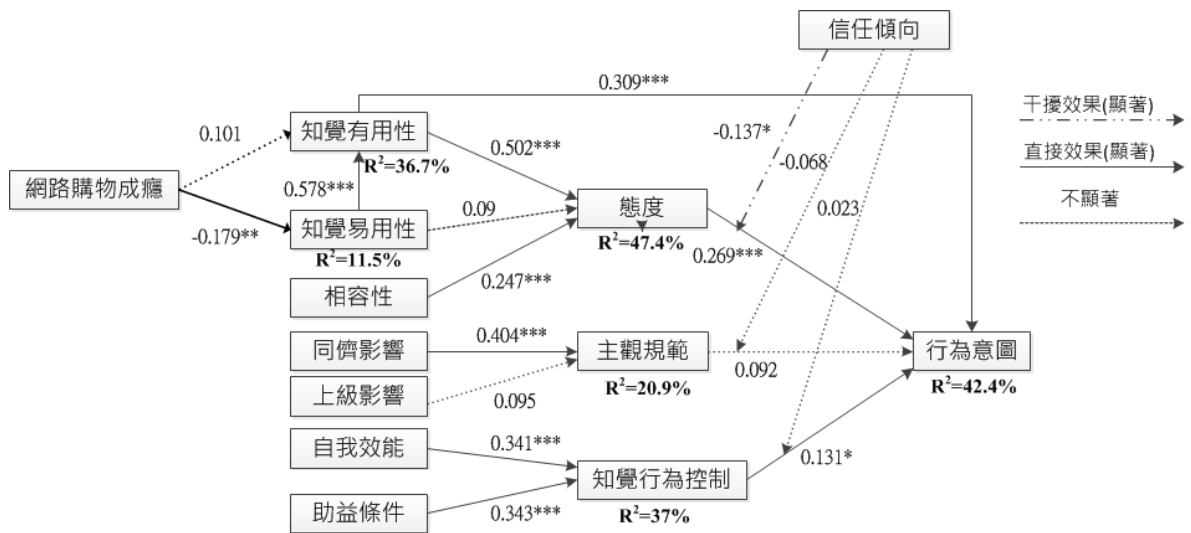 信任傾向
0.309***
干擾效果(顯著)
直接效果(顯著)
不顯著
-0.137*
-0.068
0.023
0.101
知覺有用性
R²=36.7%
0.502***
網路購物成癮
0.578***
-0.179**
知覺易用性
R²=11.5%
0.09
態度
R²=47.4%
0.269***
相容性
0.247***
同儕影響
0.404***
主觀規範
R²=20.9%
0.092
行為意圖
R²=42.4%
上級影響
0.095
自我效能
0.341***
知覺行為控制
R²=37%
0.131*
助益條件
0.343***